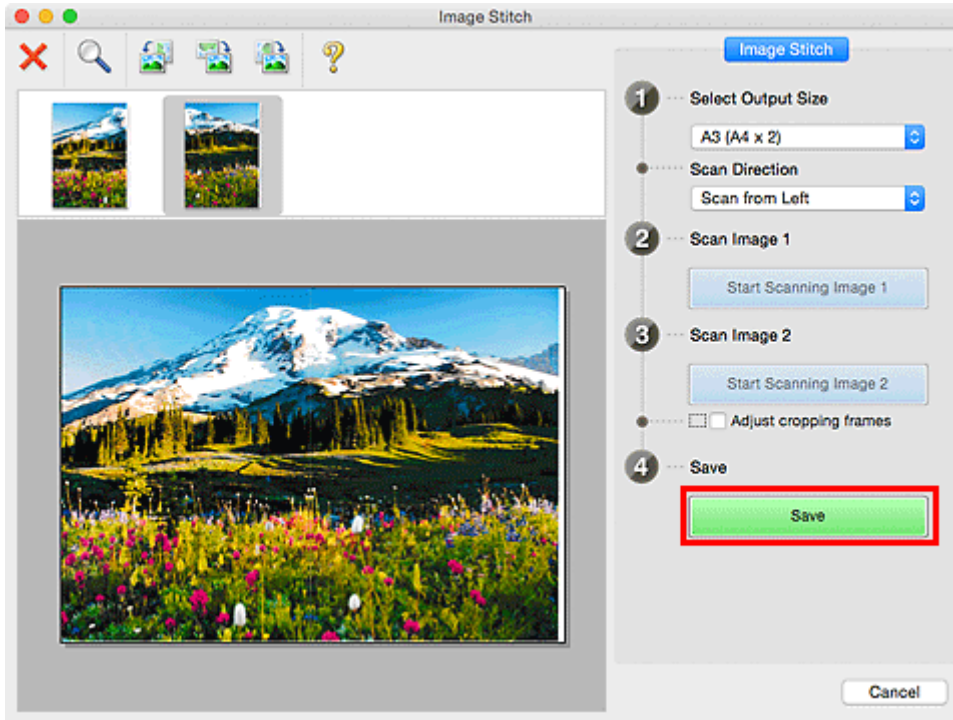 Image Stitch
?
Image Stitch
1 Select Output Size
A3 (A4 x 2)
Scan Direction
Scan from Left
2 Scan Image 1
Start Scanning Image 1
3 Scan Image 2
Start Scanning Image 2
Adjust cropping frames
4 Save
Save
Cancel